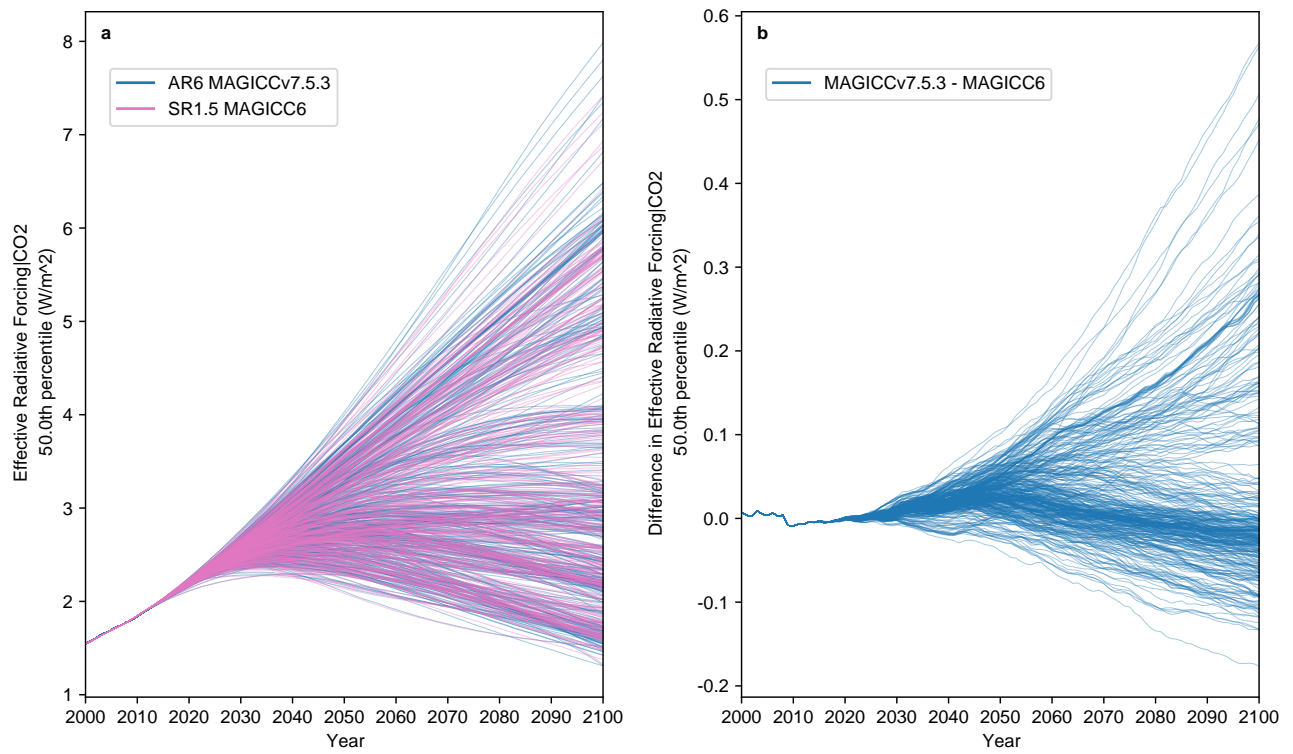 a
AR6 MAGICCv7.5.3
SR1.5 MAGICC6
8
7
6
5
4
3
2
1
Effective Radiative Forcing|CO2
50.0th percentile (W/m^2)
2000 2010 2020 2030 2040 2050 2060 2070 2080 2090 2100
Year
b
MAGICCv7.5.3 - MAGICC6
0.6
0.5
0.4
0.3
0.2
0.1
0.0
-0.1
-0.2
Difference in Effective Radiative Forcing|CO2
50.0th percentile (W/m^2)
2000 2010 2020 2030 2040 2050 2060 2070 2080 2090 2100
Year